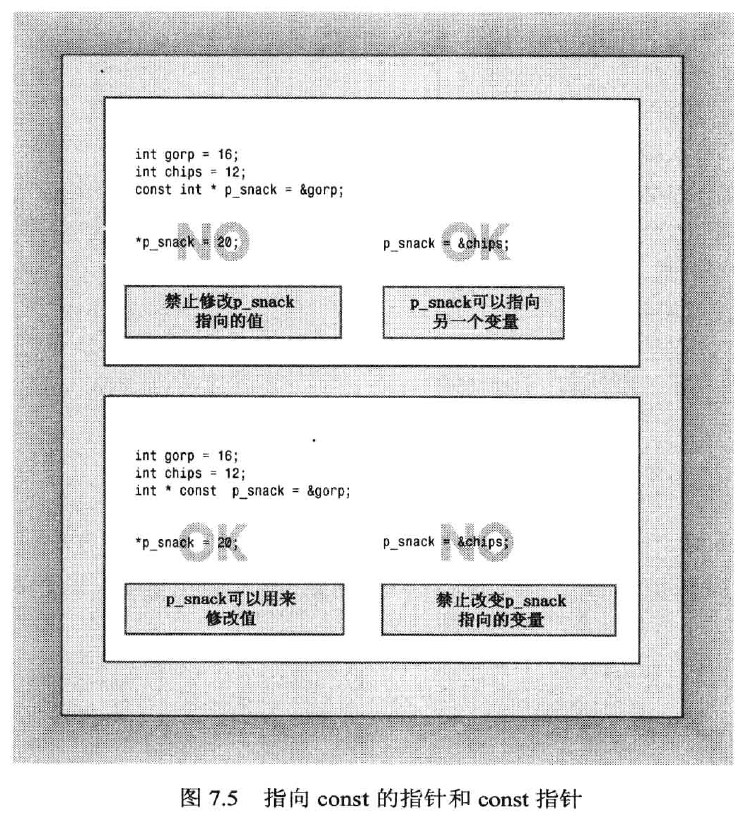 int gorp = 16;
int chips = 12;
const int * p_snack = &gorp;
NO
*p_snack = 20;
OK
p_snack = &chips;
禁止修改p_snack
指向的值
p_snack可以指向
另一个变量
int gorp = 16;
int chips = 12;
int * const p_snack = &gorp;
OK
*p_snack = 20;
NO
p_snack = &chips;
p_snack可以用来
修改值
禁止改变p_snack
指向的变量
图 7.5 指向 const 的指针和 const 指针